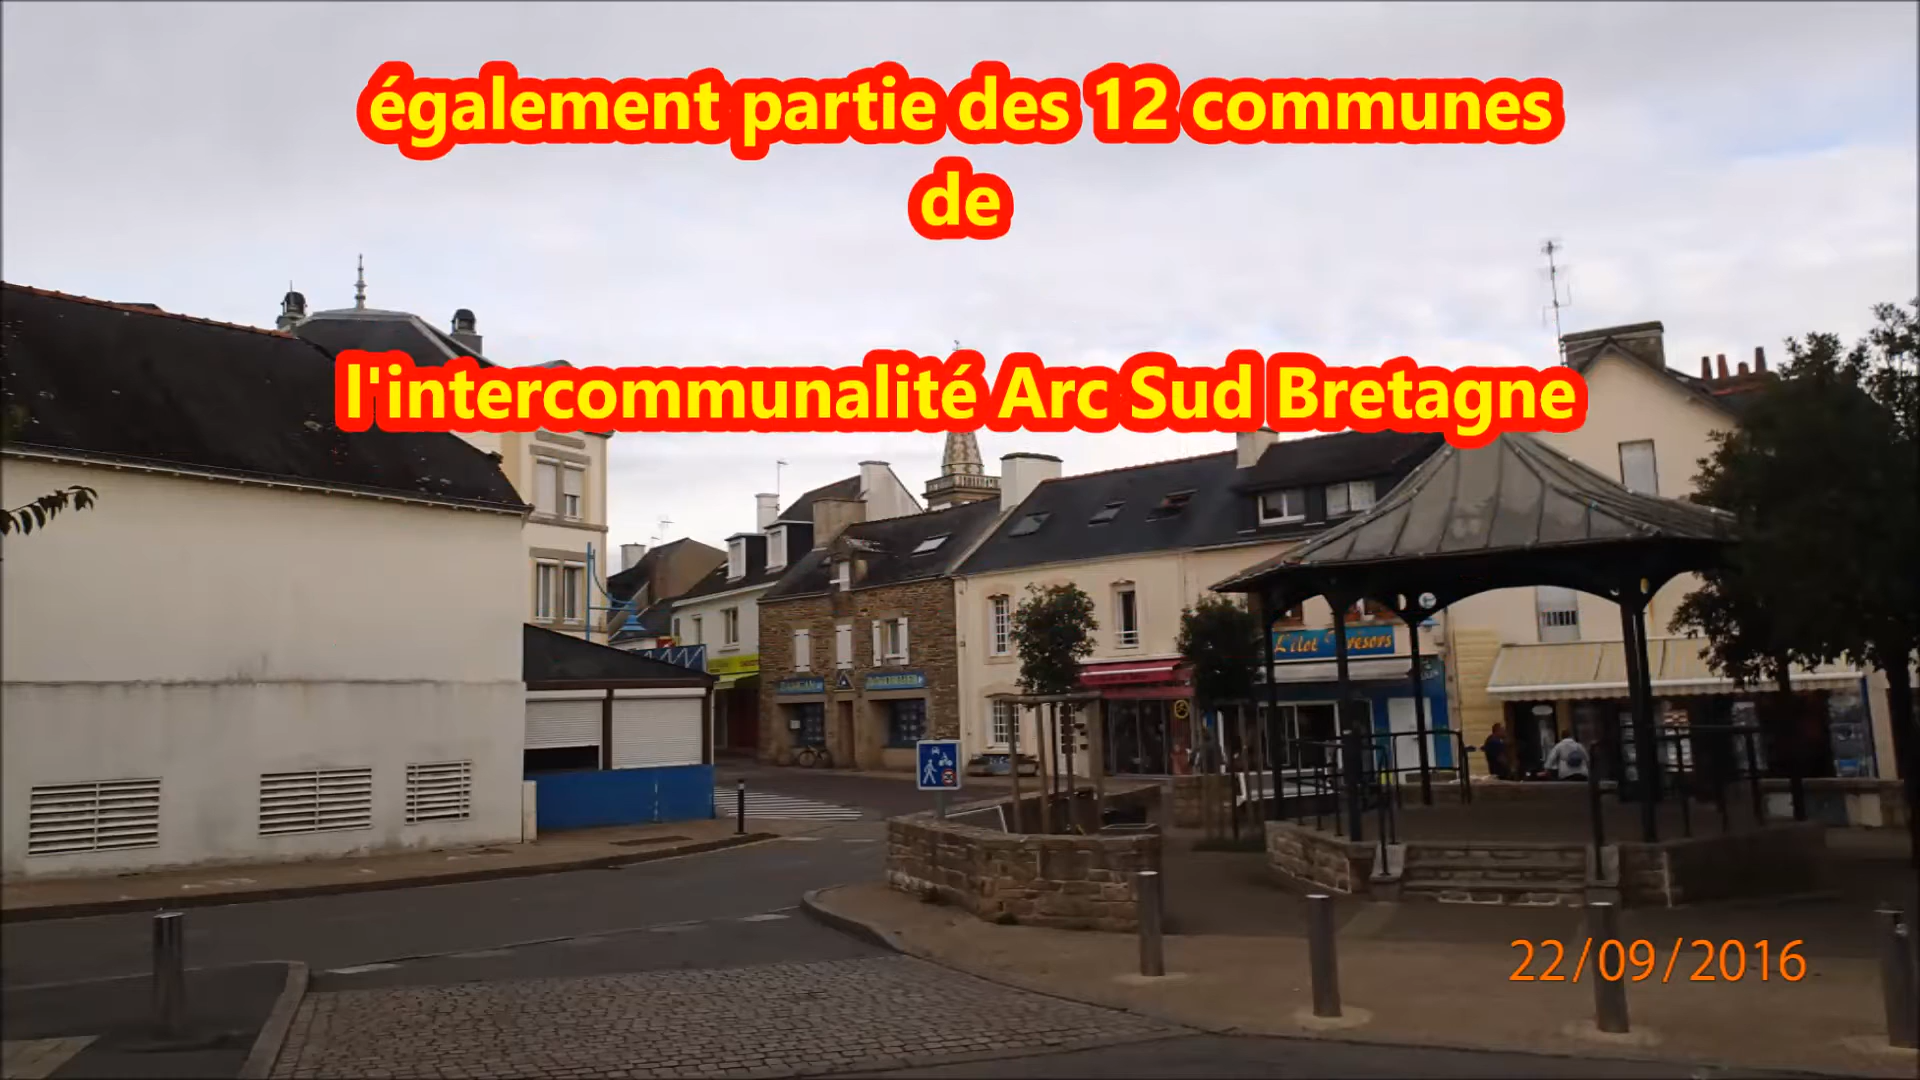 également partie des 12 communes
de
l'intercommunalité Arc Sud Bretagne
22/09/2016